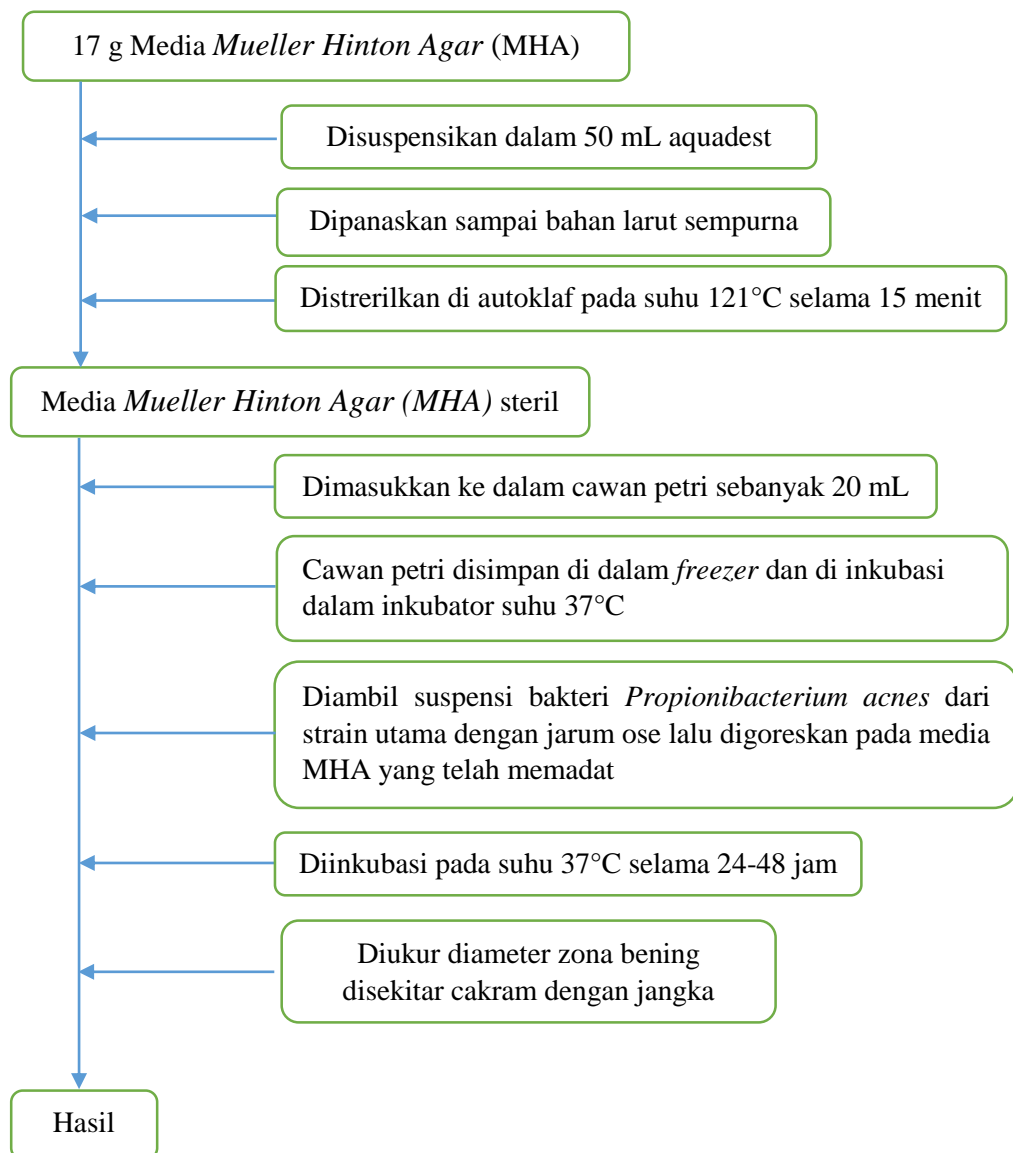 17 g Media Mueller Hinton Agar (MHA)
Disuspensikan dalam 50 mL aquadest
Dipanaskan sampai bahan larut sempurna
Distrerilkan di autoklaf pada suhu 121°C selama 15 menit
Media Mueller Hinton Agar (MHA) steril
Dimasukkan ke dalam cawan petri sebanyak 20 mL
Cawan petri disimpan di dalam freezer dan di inkubasi
dalam inkubator suhu 37°C
Diambil suspensi bakteri Propionibacterium acnes dari
strain utama dengan jarum ose lalu digoreskan pada media
MHA yang telah memadat
Diinkubasi pada suhu 37°C selama 24-48 jam
Diukur diameter zona bening
disekitar cakram dengan jangka
Hasil